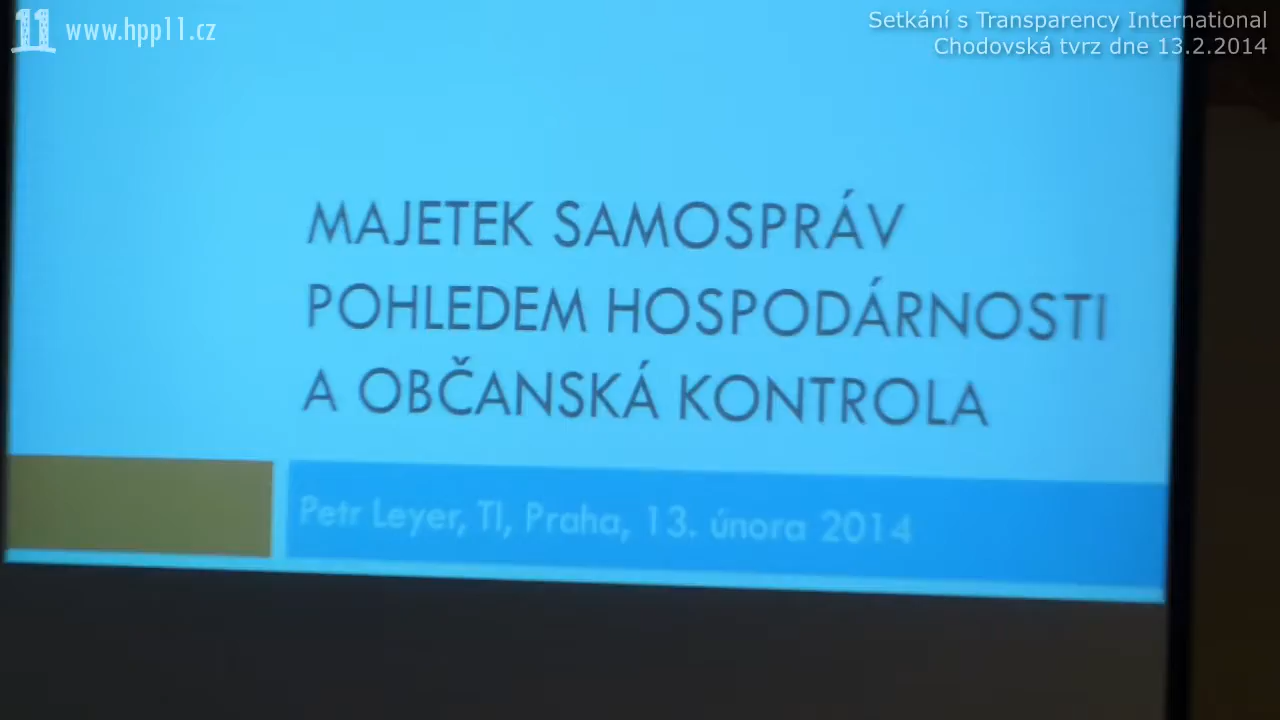 11 www.hpp11.cz
Setkání s Transparency International
Chodovská tvrz dne 13.2.2014
MAJETEK SAMOSPRÁV
POHLEDEM HOSPODÁRNOSTI
A OBČANSKÁ KONTROLA
Petr Leyer, TI, Praha, 13. února 2014